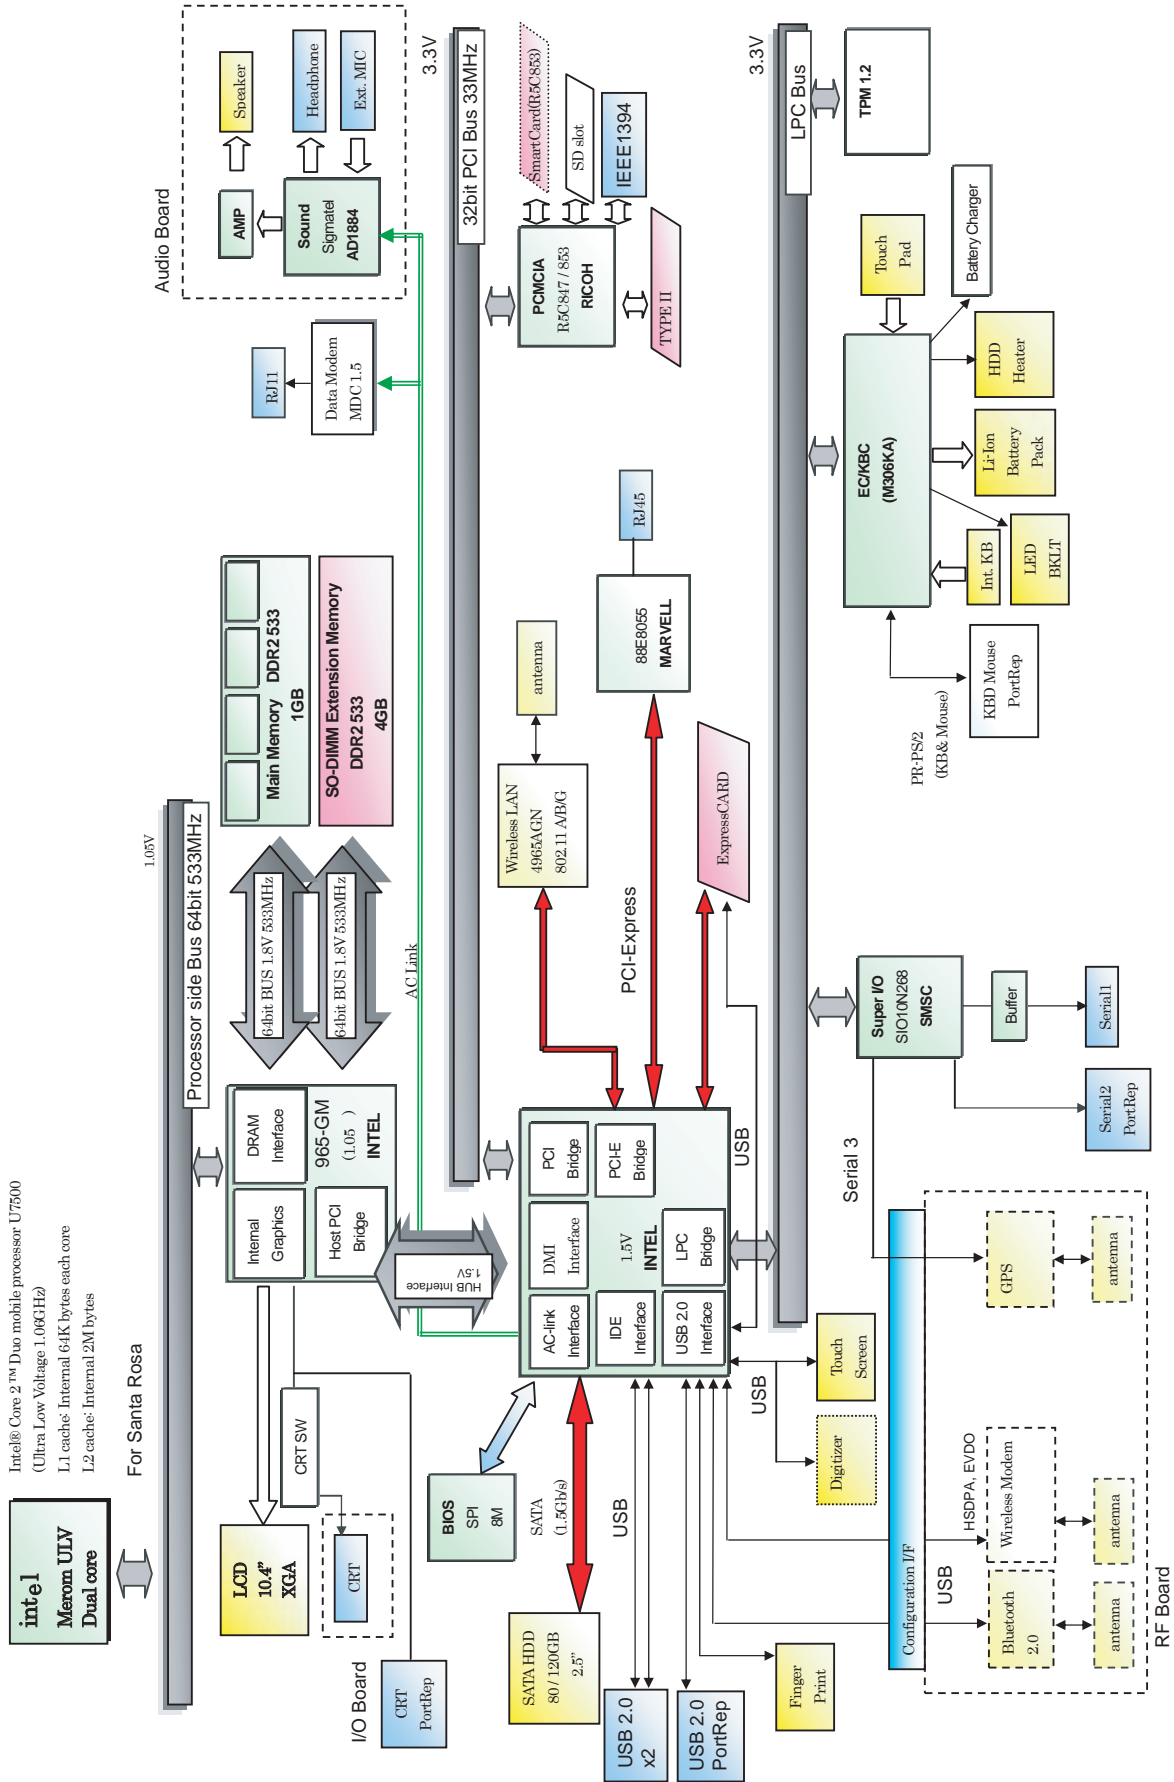 intel
Merom ULV
Dual core
Intel® Core 2 ™ Duo mobile processor U7500
(Ultra Low Voltage 1.06GHz)
L1 cache: Internal 64K bytes each core
L2 cache: Internal 2M bytes
For Santa Rosa
Processor side Bus 64bit 533MHz
1.05V
LCD
10.4”
XGA
CRT SW
CRT
I/O Board
CRT
PortRep
Internal
Graphics
DRAM
Interface
Host PCI
Bridge
965-GM
(1.05 )
INTEL
64bit BUS 1.8V 533MHz
64bit BUS 1.8V 533MHz
Main Memory DDR2 533
1GB
SO-DIMM Extension Memory
DDR2 533
4GB
AC Link
HUB Interface
1.5V
Audio Board
Speaker
Headphone
Ext. MIC
AMP
Sound
Sigmatel
AD1884
RJ11
Data Modem
MDC 1.5
3.3V
32bit PCI Bus 33MHz
PCMCIA
R5C847 / 853
RICOH
SmartCard(R5C853)
SD slot
IEEE1394
TYPE II
BIOS
SPI
8M
SATA
(1.5Gb/s)
SATA HDD
80 / 120GB
2.5”
AC-link
Interface
DMI
Interface
PCI
Bridge
IDE
Interface
1.5V
INTEL
PCI-E
Bridge
USB 2.0
Interface
LPC
Bridge
Wireless LAN
4965AGN
802.11 A/B/G
antenna
88E8055
MARVELL
RJ45
PCI-Express
ExpressCARD
USB
USB
USB 2.0
x2
USB 2.0
PortRep
Finger
Print
USB
Digitizer
Touch
Screen
3.3V
LPC Bus
TPM 1.2
Super I/O
SIO10N268
SMSC
Buffer
Serial1
Serial2
PortRep
Serial 3
EC/KBC
(M306KA)
Touch
Pad
Battery Charger
HDD
Heater
Li-Ion
Battery
Pack
Int. KB
LED
BKLT
PR-PS/2
(KB& Mouse)
KBD Mouse
PortRep
Configuration I/F
USB
HSDPA, EVDO
Bluetooth
2.0
Wireless Modem
GPS
antenna
antenna
antenna
RF Board